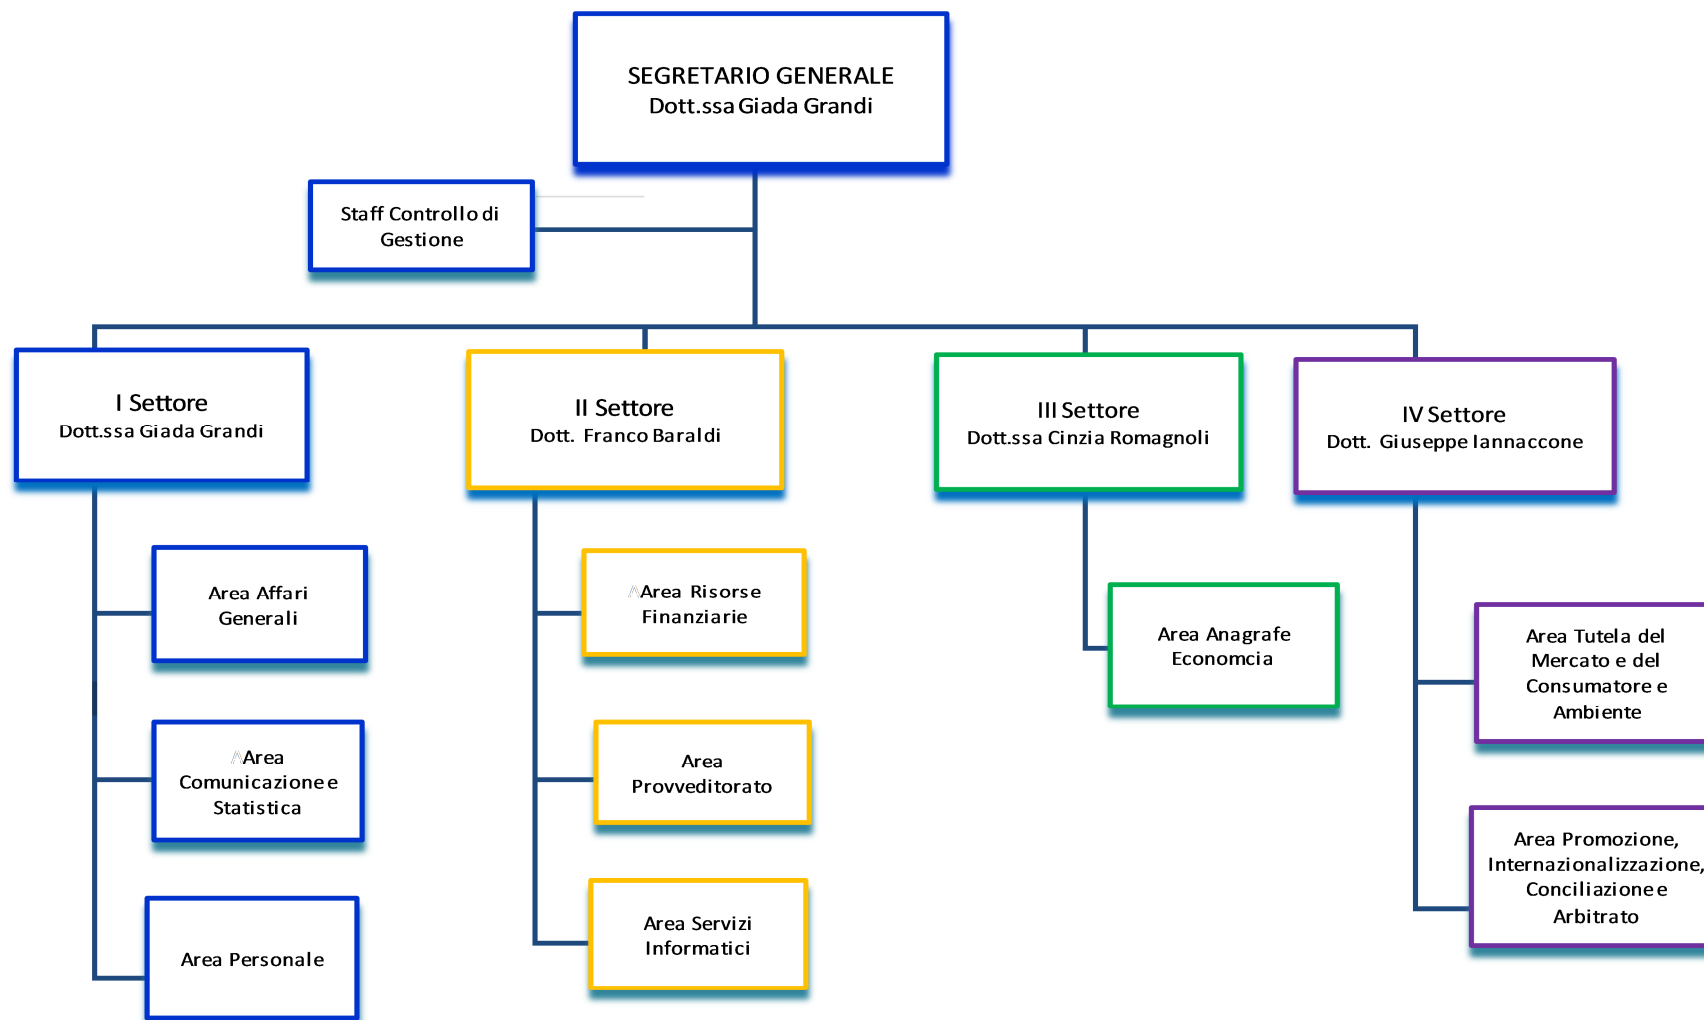 SEGRETARIO GENERALE
Dott.ssa Giada Grandi
Staff Controllo di
Gestione
I Settore
Dott.ssa Giada Grandi
II Settore
Dott. Franco Baraldi
III Settore
Dott.ssa Cinzia Romagnoli
IV Settore
Dott. Giuseppe Iannaccone
Area Affari
Generali
Area
Comunicazione e
Statistica
Area Personale
Area Risorse
Finanziarie
Area
Provveditorato
Area Servizi
Informatici
Area Anagrafe
Economcia
Area Tutela del
Mercato e del
Consumatore e
Ambiente
Area Promozione,
Internazionalizzazione,
Conciliazione e
Arbitrato